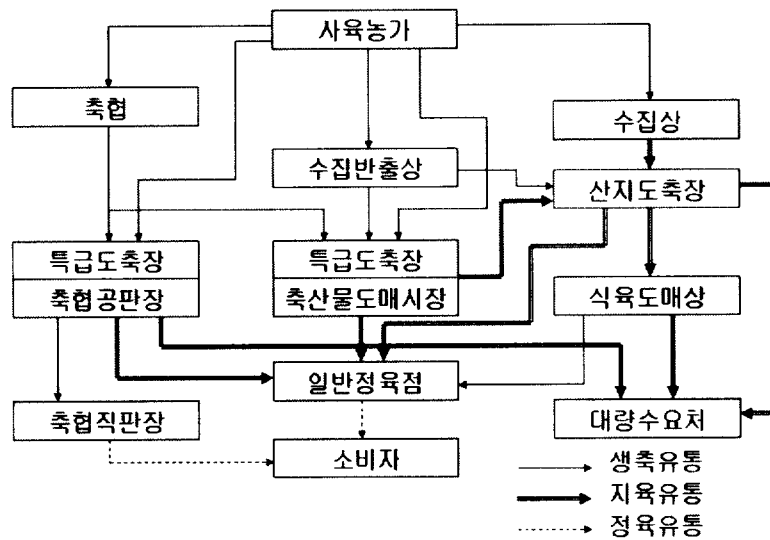 사육농가
축협
수집상
수집반출상
산지도축장
특급도축장
축협공판장
특급도축장
축산물도매시장
식육도매상
일반정육점
축협직판장
대량수요처
소비자
생축유통
지육유통
정육유통